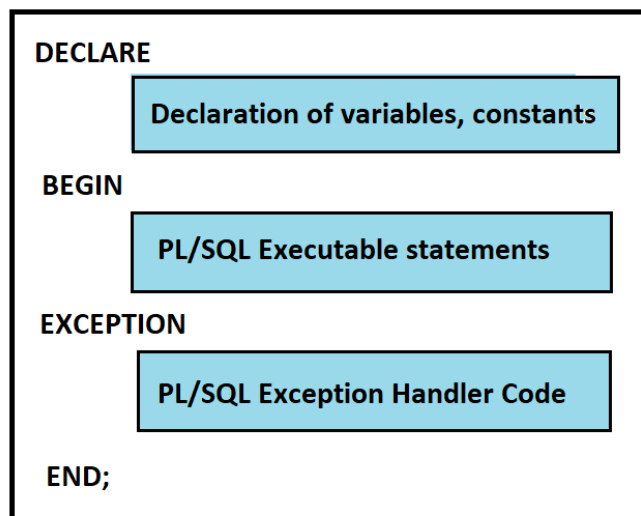 DECLARE
Declaration of variables, constants
BEGIN
PL/SQL Executable statements
EXCEPTION
PL/SQL Exception Handler Code
END;